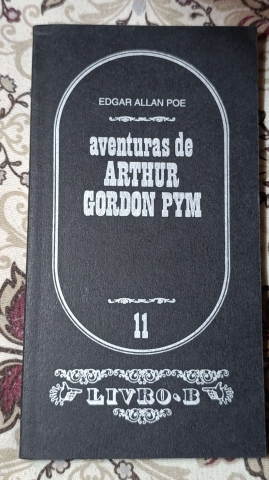 EDGAR ALLAN POE
aventuras de
ARTHUR
GORDON PYM
11
LIVRO·B